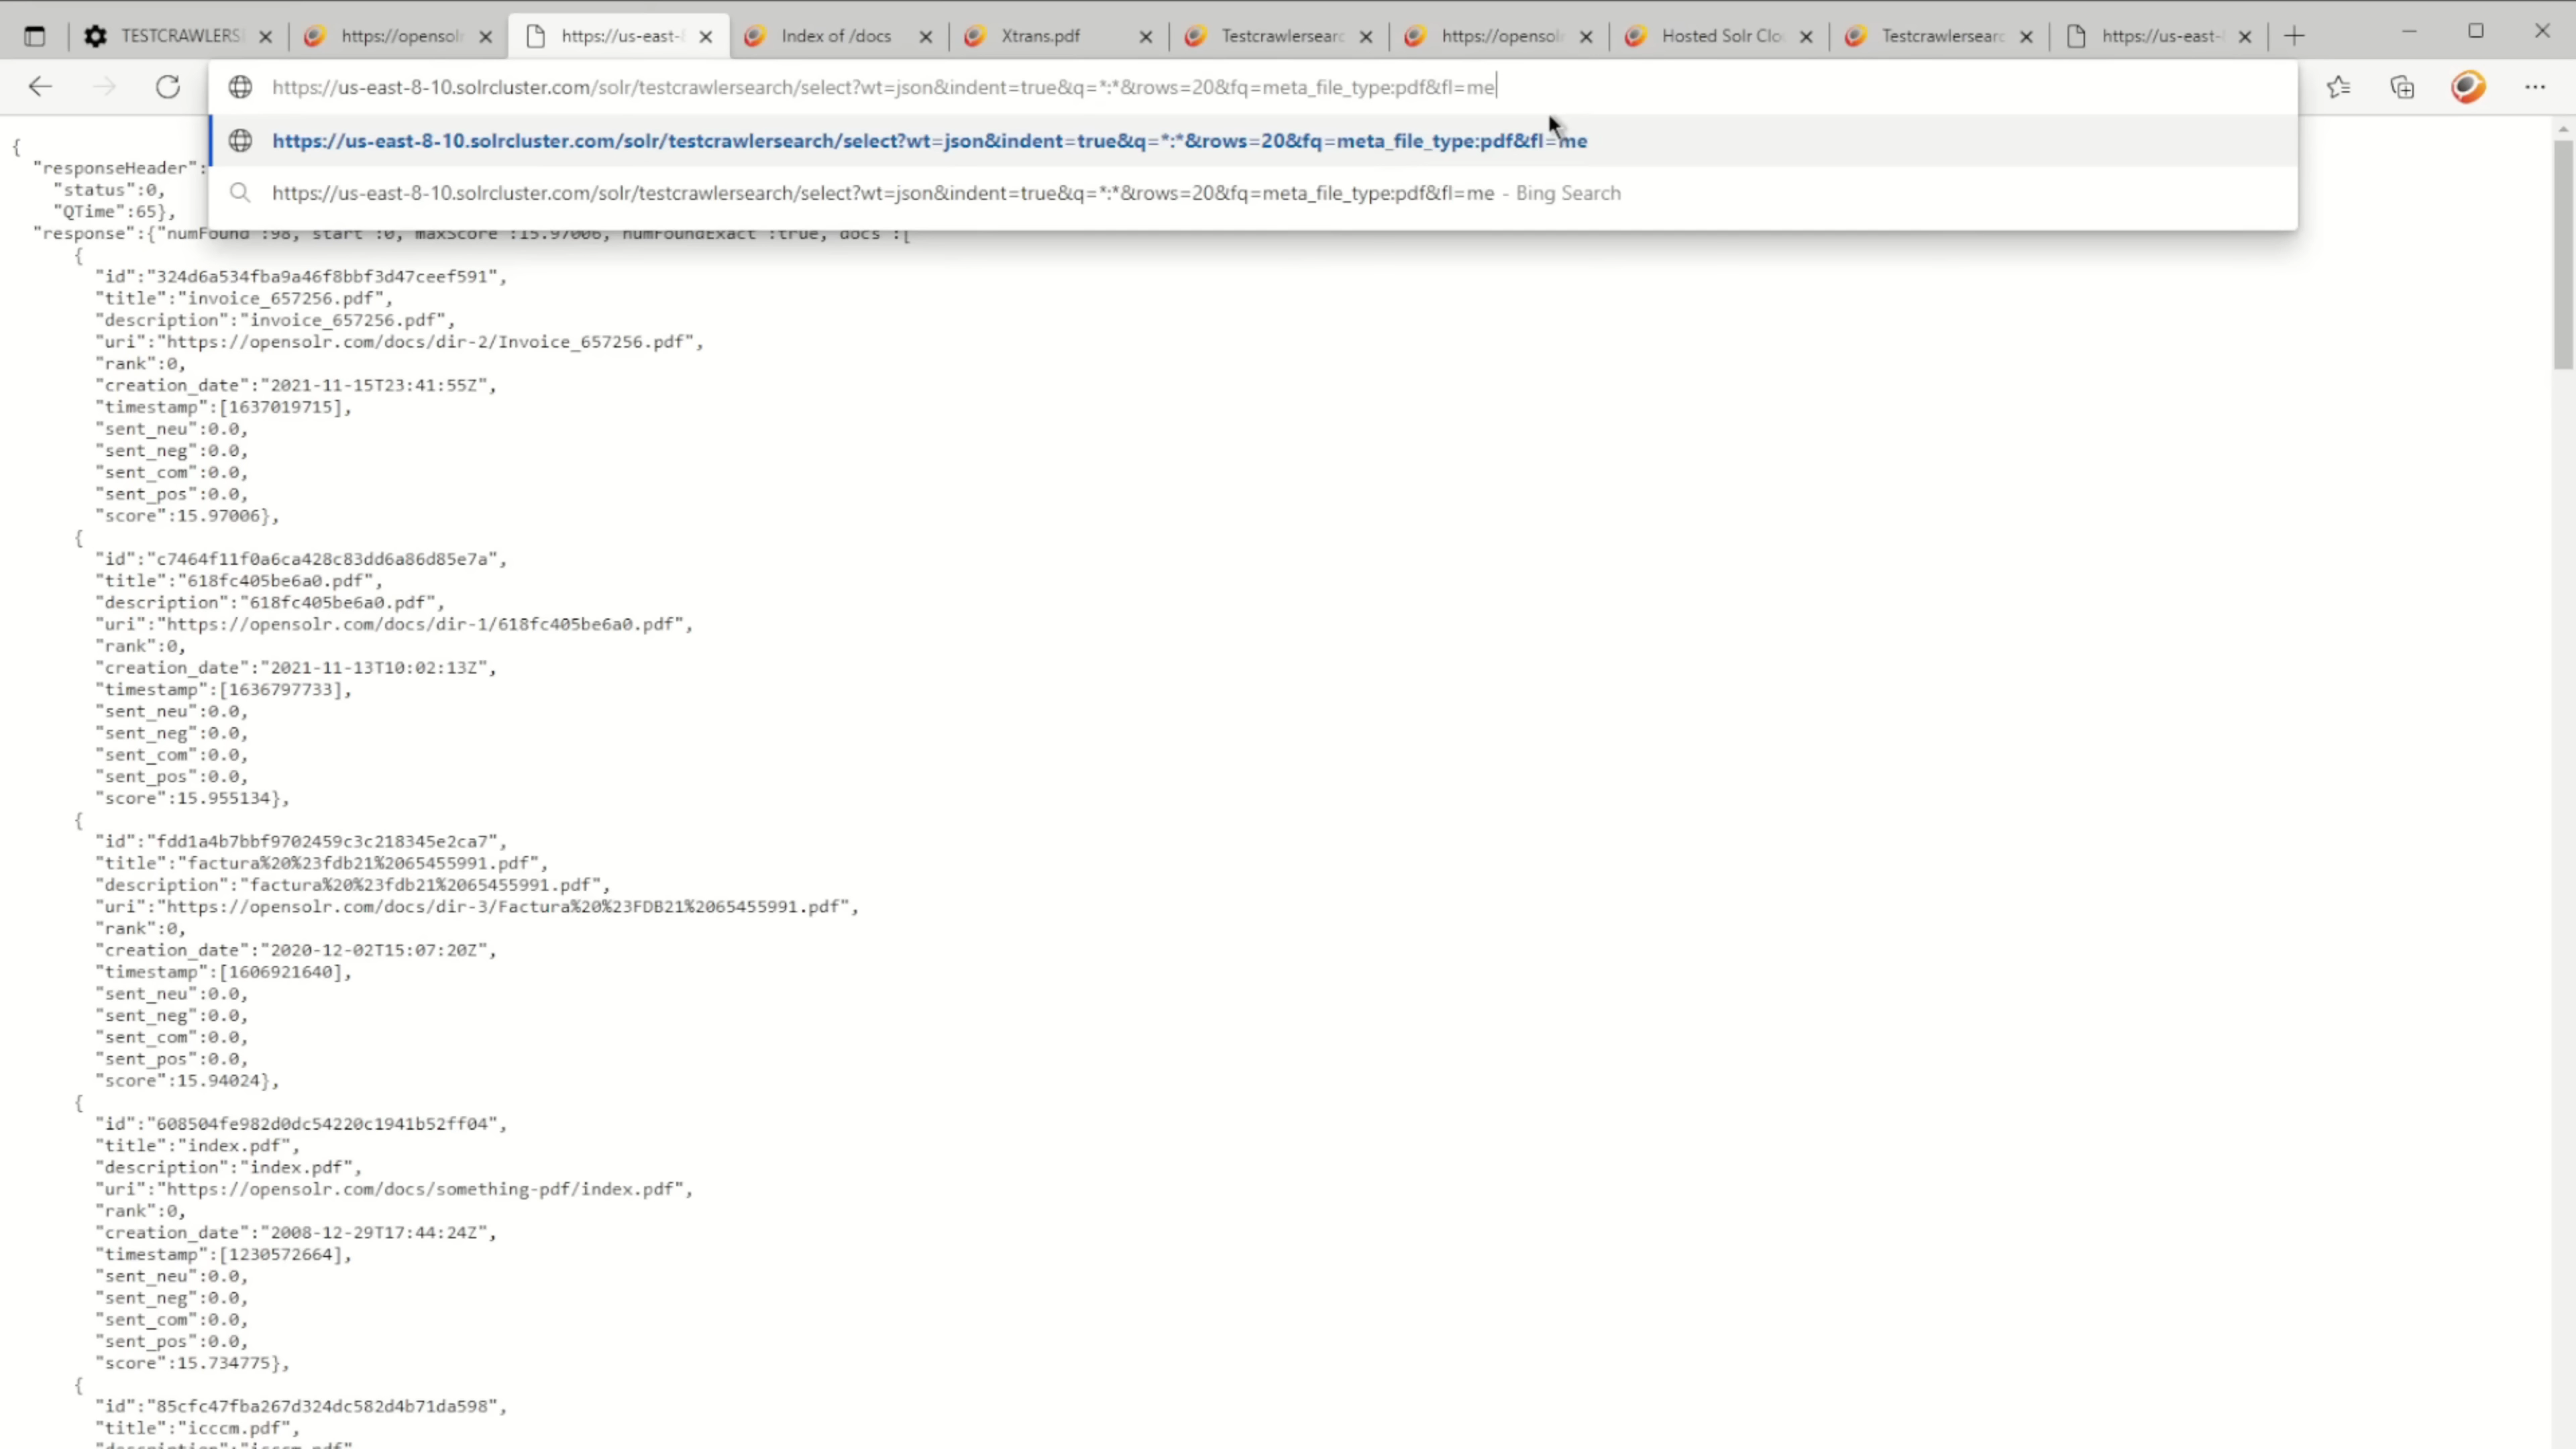 TESTCRAWLERS
https://opensol
https://us-east-
Index of /docs
Xtrans.pdf
Testcrawlersearc
https://opensol
Hosted Solr Clo
Testcrawlersearc
https://us-east-
https://us-east-8-10.solrcluster.com/solr/testcrawlersearch/select?wt=json&indent=true&q=*:*&rows=20&fq=meta_file_type:pdf&fl=me
https://us-east-8-10.solrcluster.com/solr/testcrawlersearch/select?wt=json&indent=true&q=*:*&rows=20&fq=meta_file_type:pdf&fl=me
https://us-east-8-10.solrcluster.com/solr/testcrawlersearch/select?wt=json&indent=true&q=*:*&rows=20&fq=meta_file_type:pdf&fl=me - Bing Search
{
"responseHeader":
"status":0,
"QTime":65},
"response":{"numFound":98,"start":0,"maxScore":15.97006,"numFoundExact":true,"docs":[
{
"id":"324d6a534fba9a46f8bbf3d47ceef591",
"title":"invoice_657256.pdf",
"description":"invoice_657256.pdf",
"uri":"https://opensolr.com/docs/dir-2/Invoice_657256.pdf",
"rank":0,
"creation_date":"2021-11-15T23:41:55Z",
"timestamp":[1637019715],
"sent_neu":0.0,
"sent_neg":0.0,
"sent_com":0.0,
"sent_pos":0.0,
"score":15.97006},
{
"id":"c7464f11f0a6ca428c83dd6a86d85e7a",
"title":"618fc405be6a0.pdf",
"description":"618fc405be6a0.pdf",
"uri":"https://opensolr.com/docs/dir-1/618fc405be6a0.pdf",
"rank":0,
"creation_date":"2021-11-13T10:02:13Z",
"timestamp":[1636797733],
"sent_neu":0.0,
"sent_neg":0.0,
"sent_com":0.0,
"sent_pos":0.0,
"score":15.955134},
{
"id":"fdd1a4b7bbf9702459c3c218345e2ca7",
"title":"factura%20%23fdb21%2065455991.pdf",
"description":"factura%20%23fdb21%2065455991.pdf",
"uri":"https://opensolr.com/docs/dir-3/Factura%20%23FDB21%2065455991.pdf",
"rank":0,
"creation_date":"2020-12-02T15:07:20Z",
"timestamp":[1606921640],
"sent_neu":0.0,
"sent_neg":0.0,
"sent_com":0.0,
"sent_pos":0.0,
"score":15.94024},
{
"id":"608504fe982d0dc54220c1941b52ff04",
"title":"index.pdf",
"description":"index.pdf",
"uri":"https://opensolr.com/docs/something-pdf/index.pdf",
"rank":0,
"creation_date":"2008-12-29T17:44:24Z",
"timestamp":[1230572664],
"sent_neu":0.0,
"sent_neg":0.0,
"sent_com":0.0,
"sent_pos":0.0,
"score":15.734775},
{
"id":"85cfc47fba267d324dc582d4b71da598",
"title":"icccm.pdf",